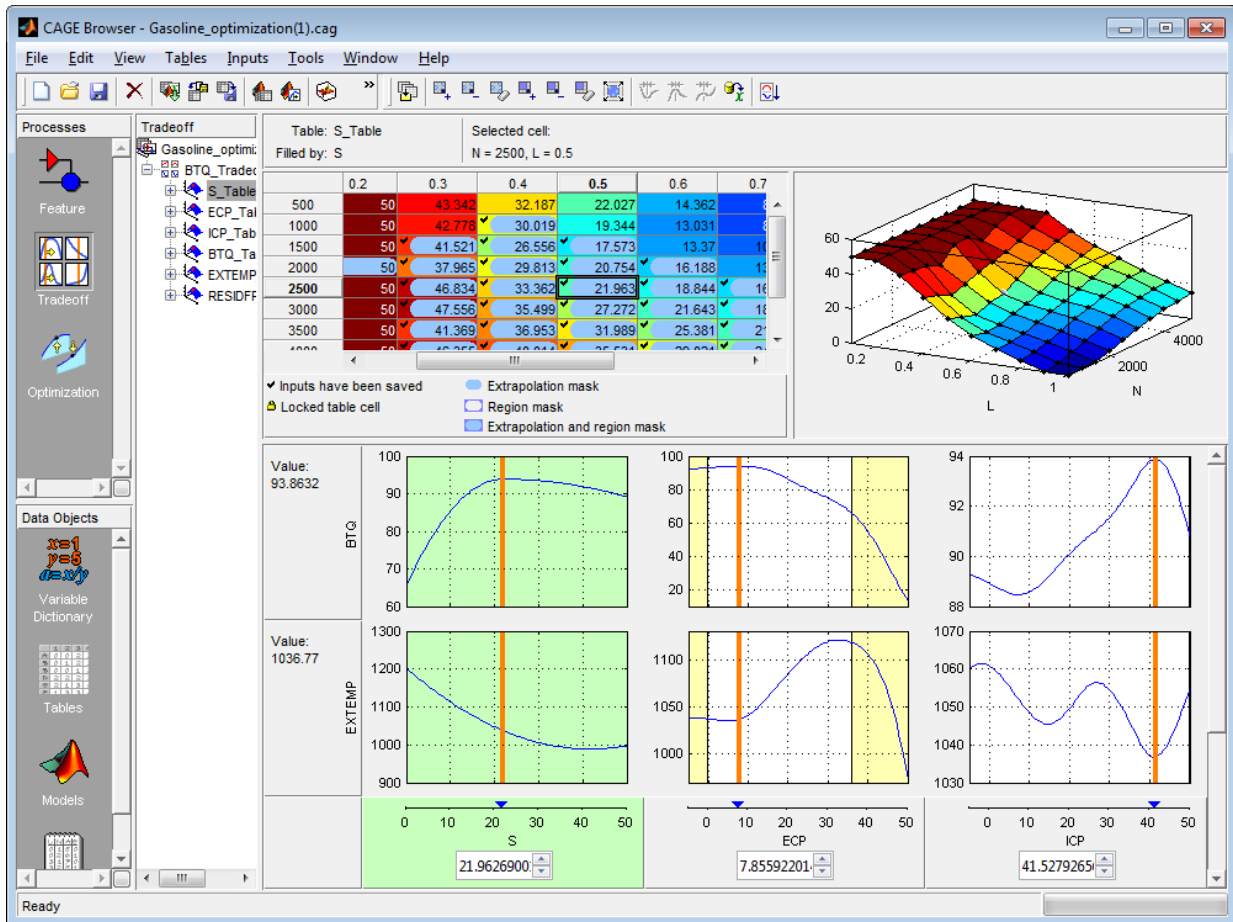 CAGE Browser - Gasoline_optimization(1).cag
File Edit View Tables Inputs Tools Window Help
Processes
Feature
Tradeoff
Optimization
Data Objects
x=1
y=5
a=x/y
Variable
Dictionary
Tables
Models
Tradeoff
Gasoline_optimi
BTQ_Tradeo
S_Table
ECP_Tal
ICP_Tab
BTQ_Ta
EXTEMP
RESIDFF
Table: S_Table
Filled by: S
Selected cell:
N = 2500, L = 0.5
0.2 0.3 0.4 0.5 0.6 0.7
500 50 43.342 32.187 22.027 14.362
1000 50 42.778 30.019 19.344 13.031
1500 50 41.521 26.556 17.573 13.37
2000 50 37.965 29.813 20.754 16.188
2500 50 46.834 33.362 21.963 18.844
3000 50 47.556 35.499 27.272 21.643
3500 50 41.369 36.953 31.989 25.381
Inputs have been saved
Locked table cell
Extrapolation mask
Region mask
Extrapolation and region mask
60
40
20
0
0.2 0.4 0.6 0.8 1
L
2000 4000
N
Value:
93.8632
BTQ
100
90
80
70
60
100
80
60
40
20
94
92
90
88
Value:
1036.77
EXTEMP
1300
1200
1100
1000
900
1100
1050
1000
1070
1060
1050
1040
1030
0 10 20 30 40 50
S
21.9626900
0 10 20 30 40 50
ECP
7.85592201
0 10 20 30 40 50
ICP
41.5279265
Ready